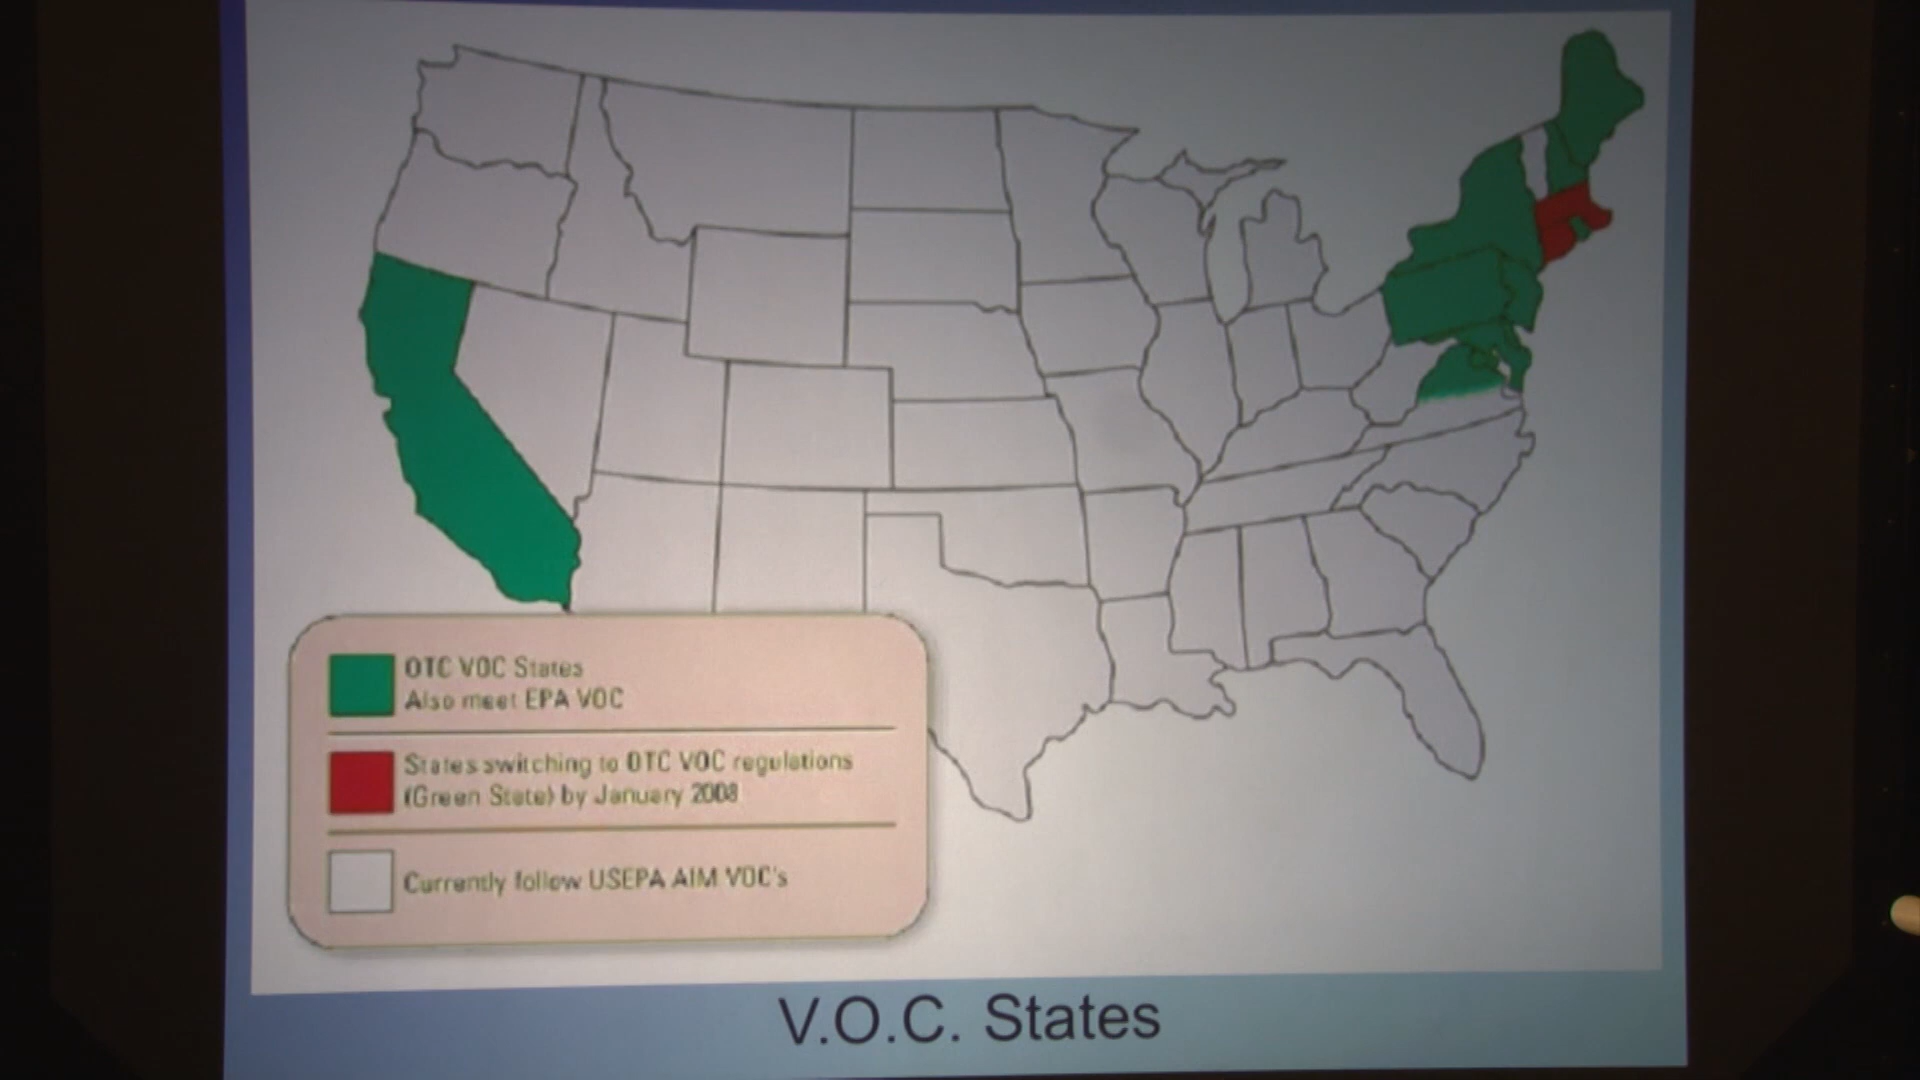 OTC VOC States
Also meet EPA VOC
States switching to OTC VOC regulations
(Green State) by January 2008
Currently follow USEPA AIM VOC's
V.O.C. States